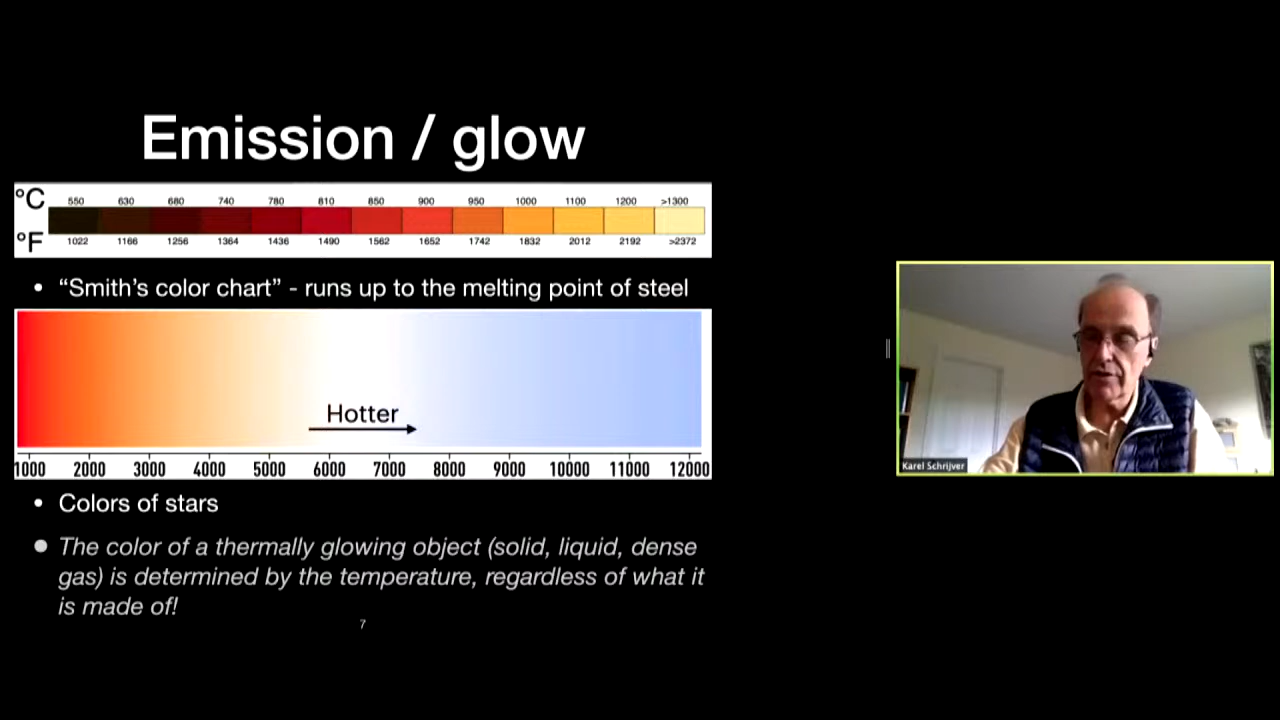 Emission / glow
°C 550 630 680 740 780 810 850 900 950 1000 1100 1200 >1300
°F 1022 1166 1256 1364 1436 1490 1562 1652 1742 1832 2012 2192 >2372
• “Smith’s color chart” - runs up to the melting point of steel
Hotter
1000 2000 3000 4000 5000 6000 7000 8000 9000 10000 11000 12000
• Colors of stars
• The color of a thermally glowing object (solid, liquid, dense
gas) is determined by the temperature, regardless of what it
is made of!
7
Karel Schrijver